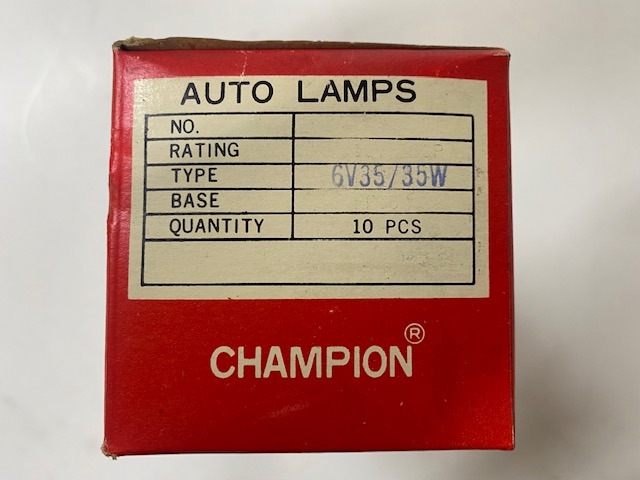 AUTO LAMPS
NO.
RATING
TYPE 6V35/35W
BASE
QUANTITY 10 PCS
CHAMPION®